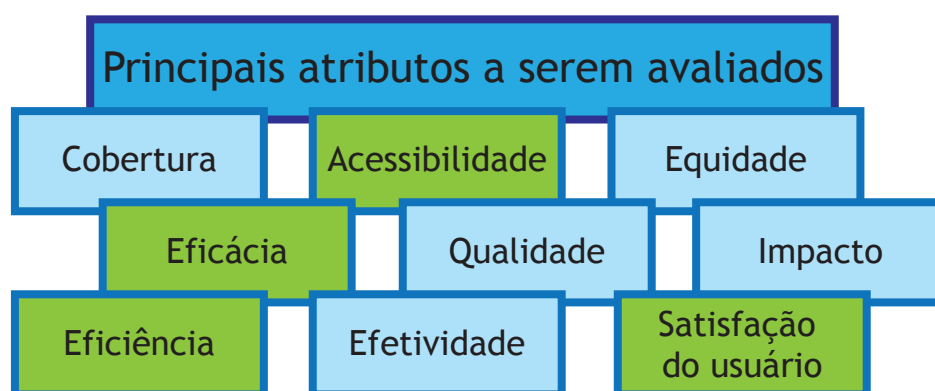 Principais atributos a serem avaliados
Cobertura
Acessibilidade
Equidade
Eficácia
Qualidade
Impacto
Eficiência
Efetividade
Satisfação
do usuário